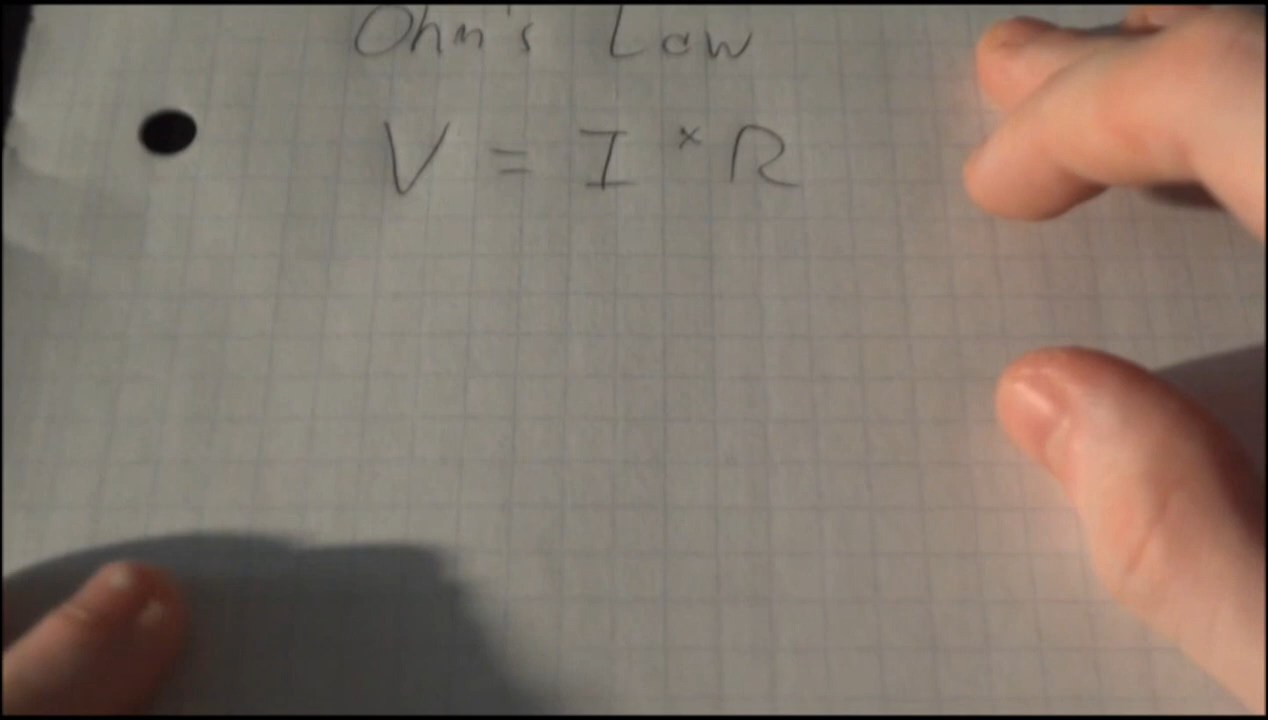 Ohm's Law
V = I × R